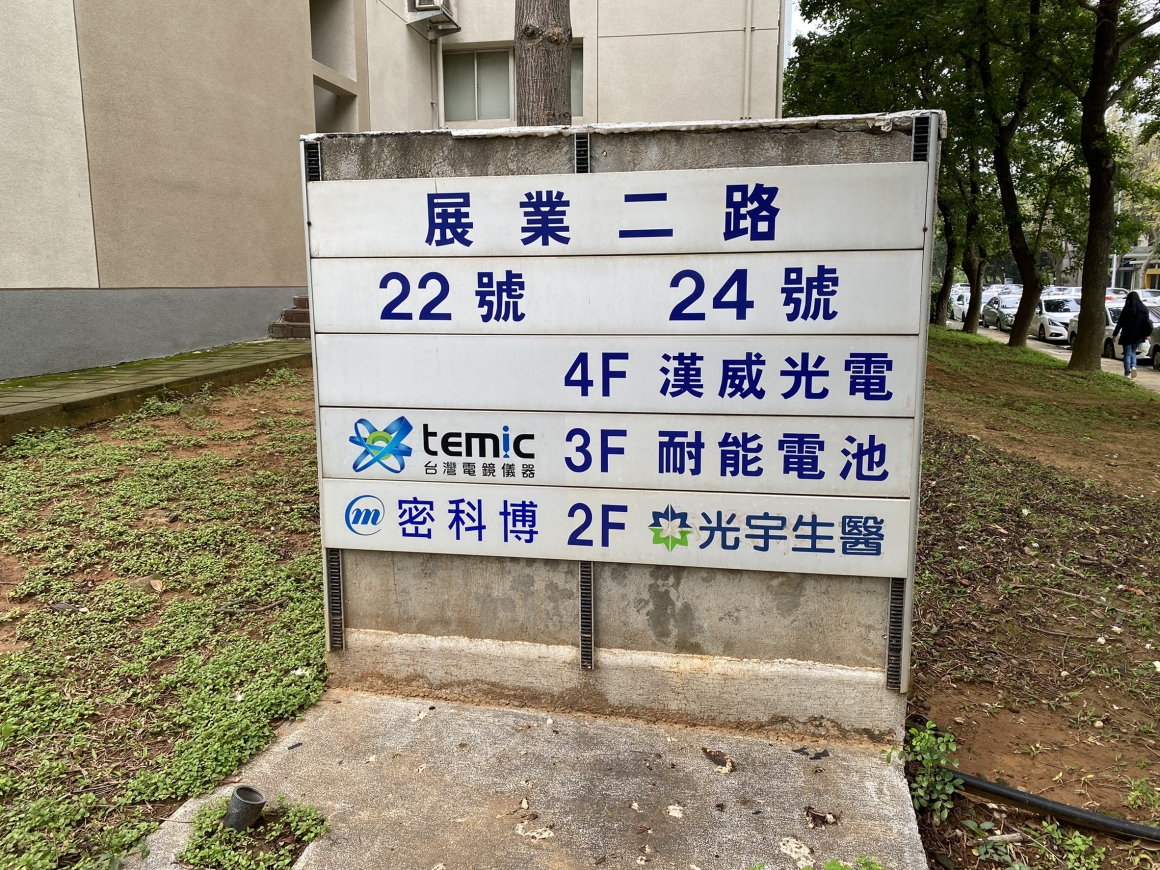 展業二路
22號 24號
4F 漢威光電
temic 台灣電鏡儀器 3F 耐能電池
m 密科博 2F 光宇生醫